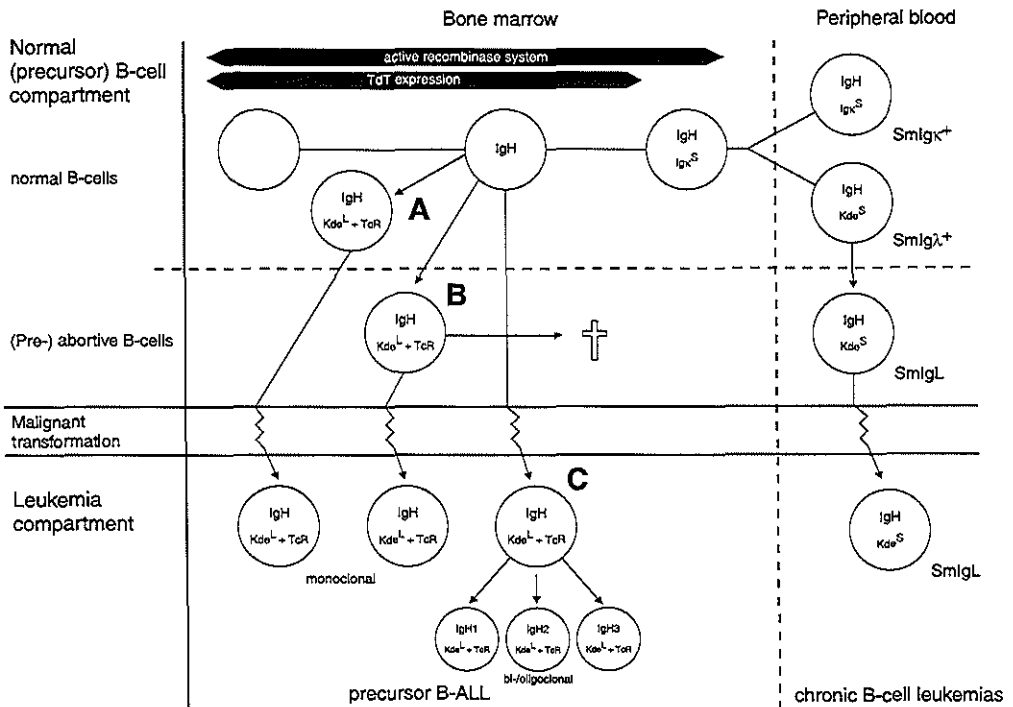 Bone marrow
Peripheral blood
Normal
(precursor) B-cell
compartment
active recombinase system
TdT expression
IgH
Igκ^S
SmIgκ+
IgH
IgH
Igκ^S
normal B-cells
IgH
Kde^L + TcR
A
IgH
Kde^S
SmIgλ+
B
(Pre-) abortive B-cells
IgH
Kde^L + TcR
IgH
Kde^S
SmIgL
Malignant
transformation
C
Leukemia
compartment
IgH
Kde^L + TcR
IgH
Kde^L + TcR
IgH
Kde^L + TcR
IgH
Kde^S
SmIgL
monoclonal
IgH1
Kde^L + TcR
IgH2
Kde^L + TcR
IgH3
Kde^L + TcR
bi-/oligoclonal
precursor B-ALL
chronic B-cell leukemias